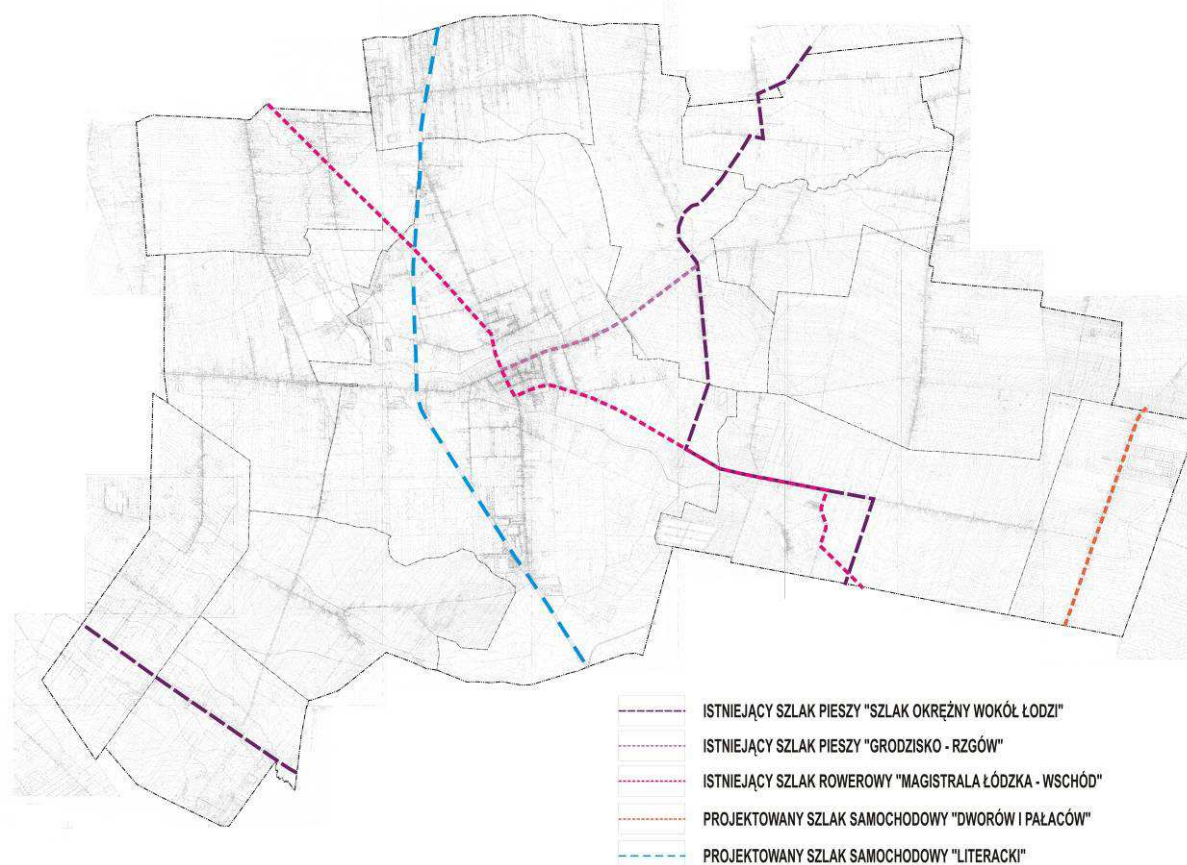 ISTNIEJĄCY SZLAK PIESZY "SZLAK OKRĘŻNY WOKÓŁ ŁODZI"
ISTNIEJĄCY SZLAK PIESZY "GRODZISKO - RZGÓW"
ISTNIEJĄCY SZLAK ROWEROWY "MAGISTRALA ŁÓDZKA - WSCHÓD"
PROJEKTOWANY SZLAK SAMOCHODOWY "DWORÓW I PAŁACÓW"
PROJEKTOWANY SZLAK SAMOCHODOWY "LITERACKI"